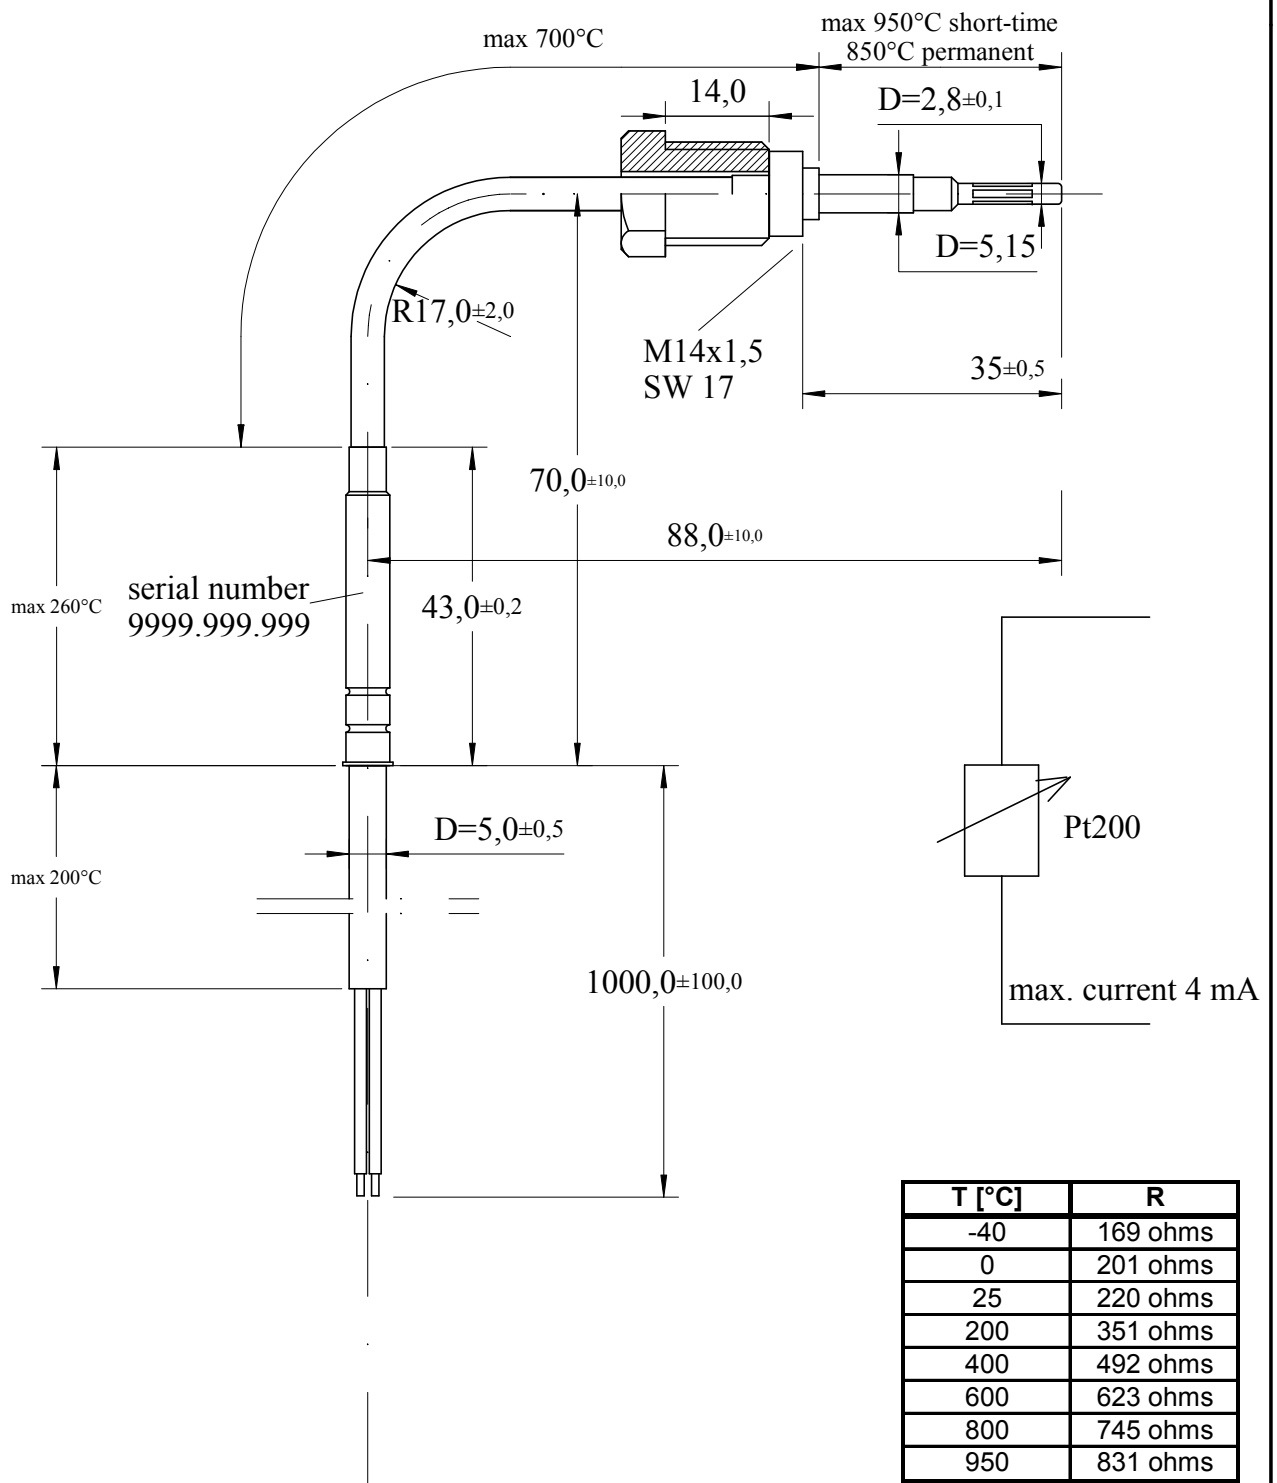 max 700°C
max 950°C short-time
850°C permanent
14,0
D=2,8±0,1
D=5,15
R17,0±2,0
M14x1,5
SW 17
35±0,5
70,0±10,0
88,0±10,0
max 260°C
serial number
9999.999.999
43,0±0,2
Pt200
D=5,0±0,5
max 200°C
1000,0±100,0
max. current 4 mA
T [°C] R
-40 169 ohms
0 201 ohms
25 220 ohms
200 351 ohms
400 492 ohms
600 623 ohms
800 745 ohms
950 831 ohms